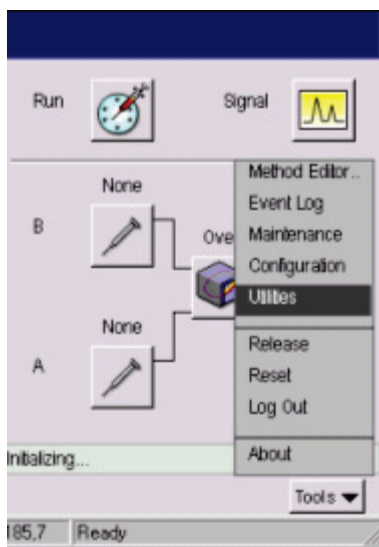 Run
Signal
None
Method Editor...
Event Log
B
Ove
Maintenance
Configuration
Utilities
None
Release
A
Reset
Log Out
Initializing...
About
Tools
185,7
Ready